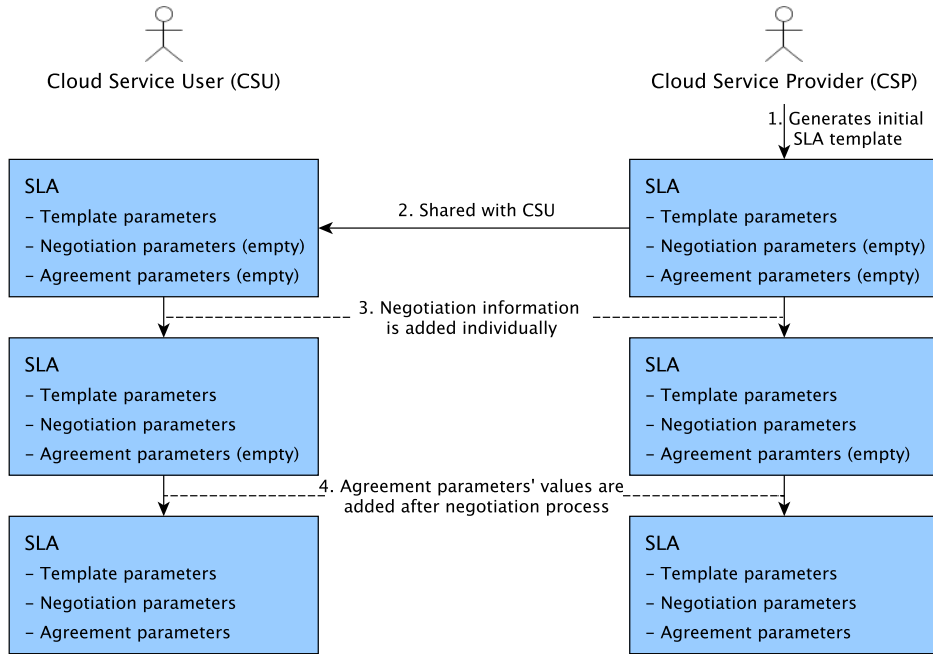 Cloud Service User (CSU)
Cloud Service Provider (CSP)
1. Generates initial
SLA template
SLA
- Template parameters
- Negotiation parameters (empty)
- Agreement parameters (empty)
2. Shared with CSU
SLA
- Template parameters
- Negotiation parameters (empty)
- Agreement parameters (empty)
3. Negotiation information
is added individually
SLA
- Template parameters
- Negotiation parameters
- Agreement parameters (empty)
SLA
- Template parameters
- Negotiation parameters
- Agreement paramters (empty)
4. Agreement parameters' values are
added after negotiation process
SLA
- Template parameters
- Negotiation parameters
- Agreement parameters
SLA
- Template parameters
- Negotiation parameters
- Agreement parameters